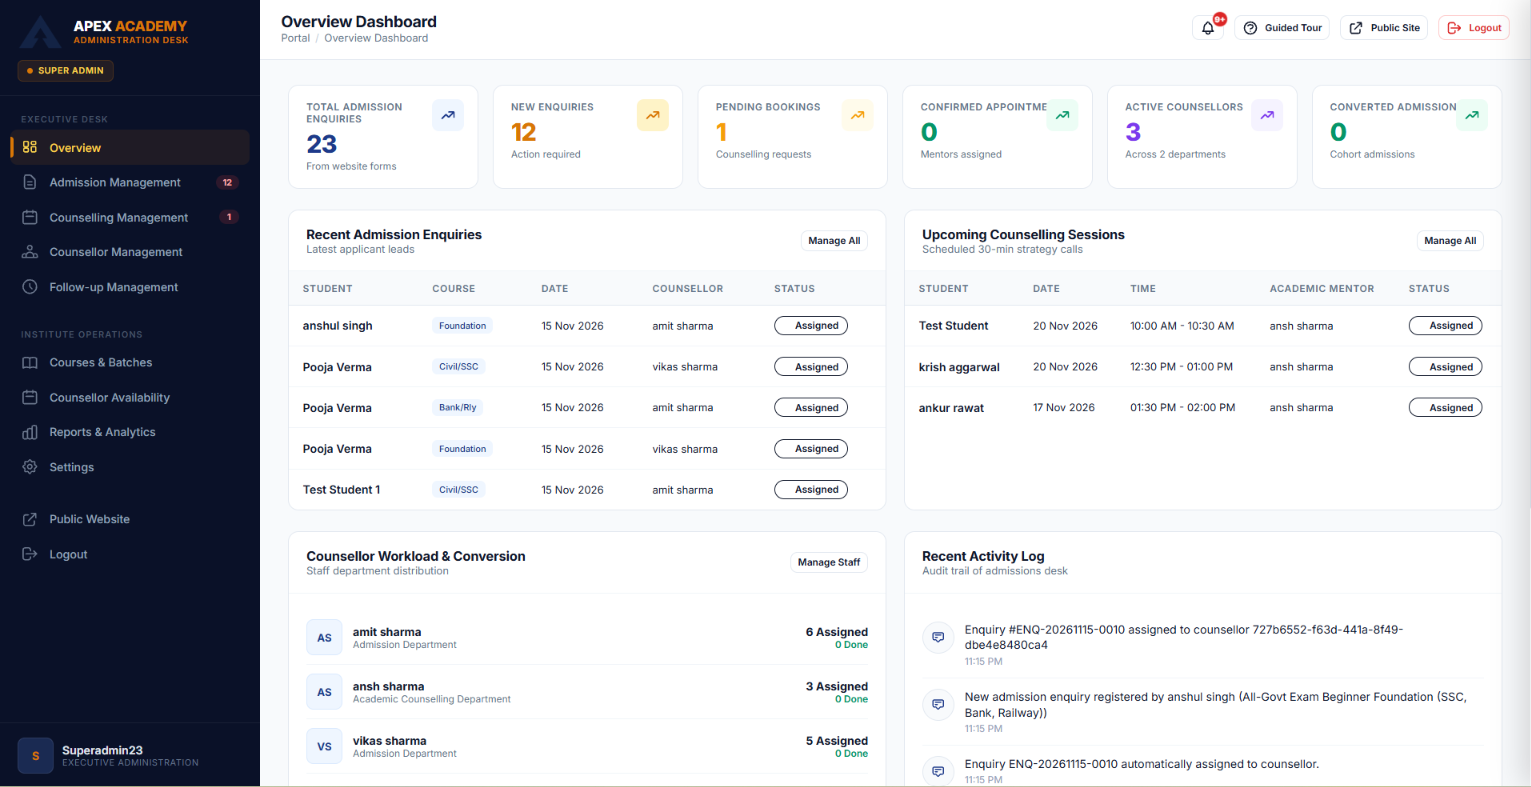 APEX ACADEMY
ADMINISTRATION DESK
SUPER ADMIN
EXECUTIVE DESK
Overview
Admission Management 12
Counselling Management 1
Counsellor Management
Follow-up Management
INSTITUTE OPERATIONS
Courses & Batches
Counsellor Availability
Reports & Analytics
Settings
Public Website
Logout
S
Superadmin23
EXECUTIVE ADMINISTRATION
Overview Dashboard
Portal / Overview Dashboard
9+
Guided Tour
Public Site
Logout
TOTAL ADMISSION
ENQUIRIES
23
From website forms
NEW ENQUIRIES
12
Action required
PENDING BOOKINGS
1
Counselling requests
CONFIRMED APPOINTME
0
Mentors assigned
ACTIVE COUNSELLORS
3
Across 2 departments
CONVERTED ADMISSION
0
Cohort admissions
Recent Admission Enquiries
Latest applicant leads
Manage All
STUDENT COURSE DATE COUNSELLOR STATUS
anshul singh Foundation 15 Nov 2026 amit sharma Assigned
Pooja Verma Civil/SSC 15 Nov 2026 vikas sharma Assigned
Pooja Verma Bank/Rly 15 Nov 2026 amit sharma Assigned
Pooja Verma Foundation 15 Nov 2026 vikas sharma Assigned
Test Student 1 Civil/SSC 15 Nov 2026 amit sharma Assigned
Upcoming Counselling Sessions
Scheduled 30-min strategy calls
Manage All
STUDENT DATE TIME ACADEMIC MENTOR STATUS
Test Student 20 Nov 2026 10:00 AM - 10:30 AM ansh sharma Assigned
krish aggarwal 20 Nov 2026 12:30 PM - 01:00 PM ansh sharma Assigned
ankur rawat 17 Nov 2026 01:30 PM - 02:00 PM ansh sharma Assigned
Counsellor Workload & Conversion
Staff department distribution
Manage Staff
AS
amit sharma
Admission Department
6 Assigned
0 Done
AS
ansh sharma
Academic Counselling Department
3 Assigned
0 Done
VS
vikas sharma
Admission Department
5 Assigned
0 Done
Recent Activity Log
Audit trail of admissions desk
Enquiry #ENQ-20261115-0010 assigned to counsellor 727b6552-f63d-441a-8f49-
dbe4e8480ca4
11:15 PM
New admission enquiry registered by anshul singh (All-Govt Exam Beginner Foundation (SSC,
Bank, Railway))
11:15 PM
Enquiry ENQ-20261115-0010 automatically assigned to counsellor.
11:15 PM